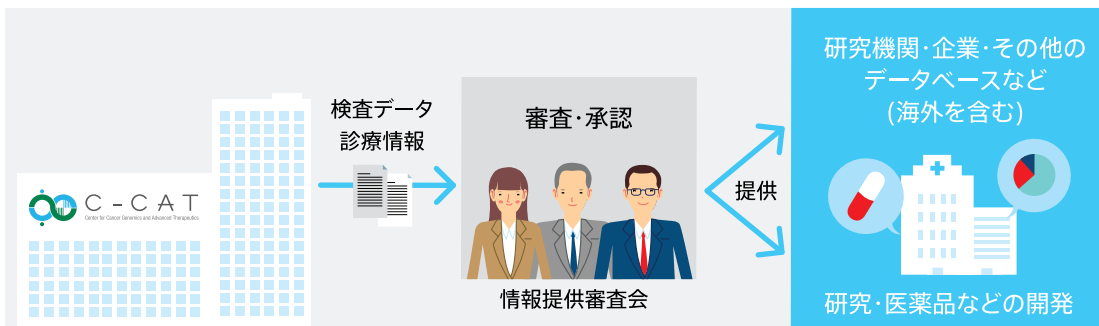 C-CAT
Center for Cancer Genomics and Advanced Therapeutics
検査データ
診療情報
審査・承認
情報提供審査会
提供
研究機関・企業・その他の
データベースなど
(海外を含む)
研究・医薬品などの開発